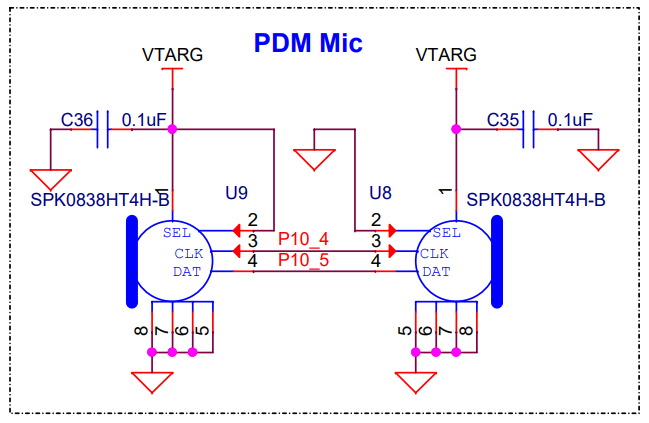 PDM Mic
VTARG VTARG
C36 0.1uF C35 0.1uF
1 1
SPK0838HT4H-B U9 U8 SPK0838HT4H-B
SEL 2 2 SEL
CLK 3 P10_4 3 CLK
DAT 4 P10_5 4 DAT
8 7 6 5 5 6 7 8